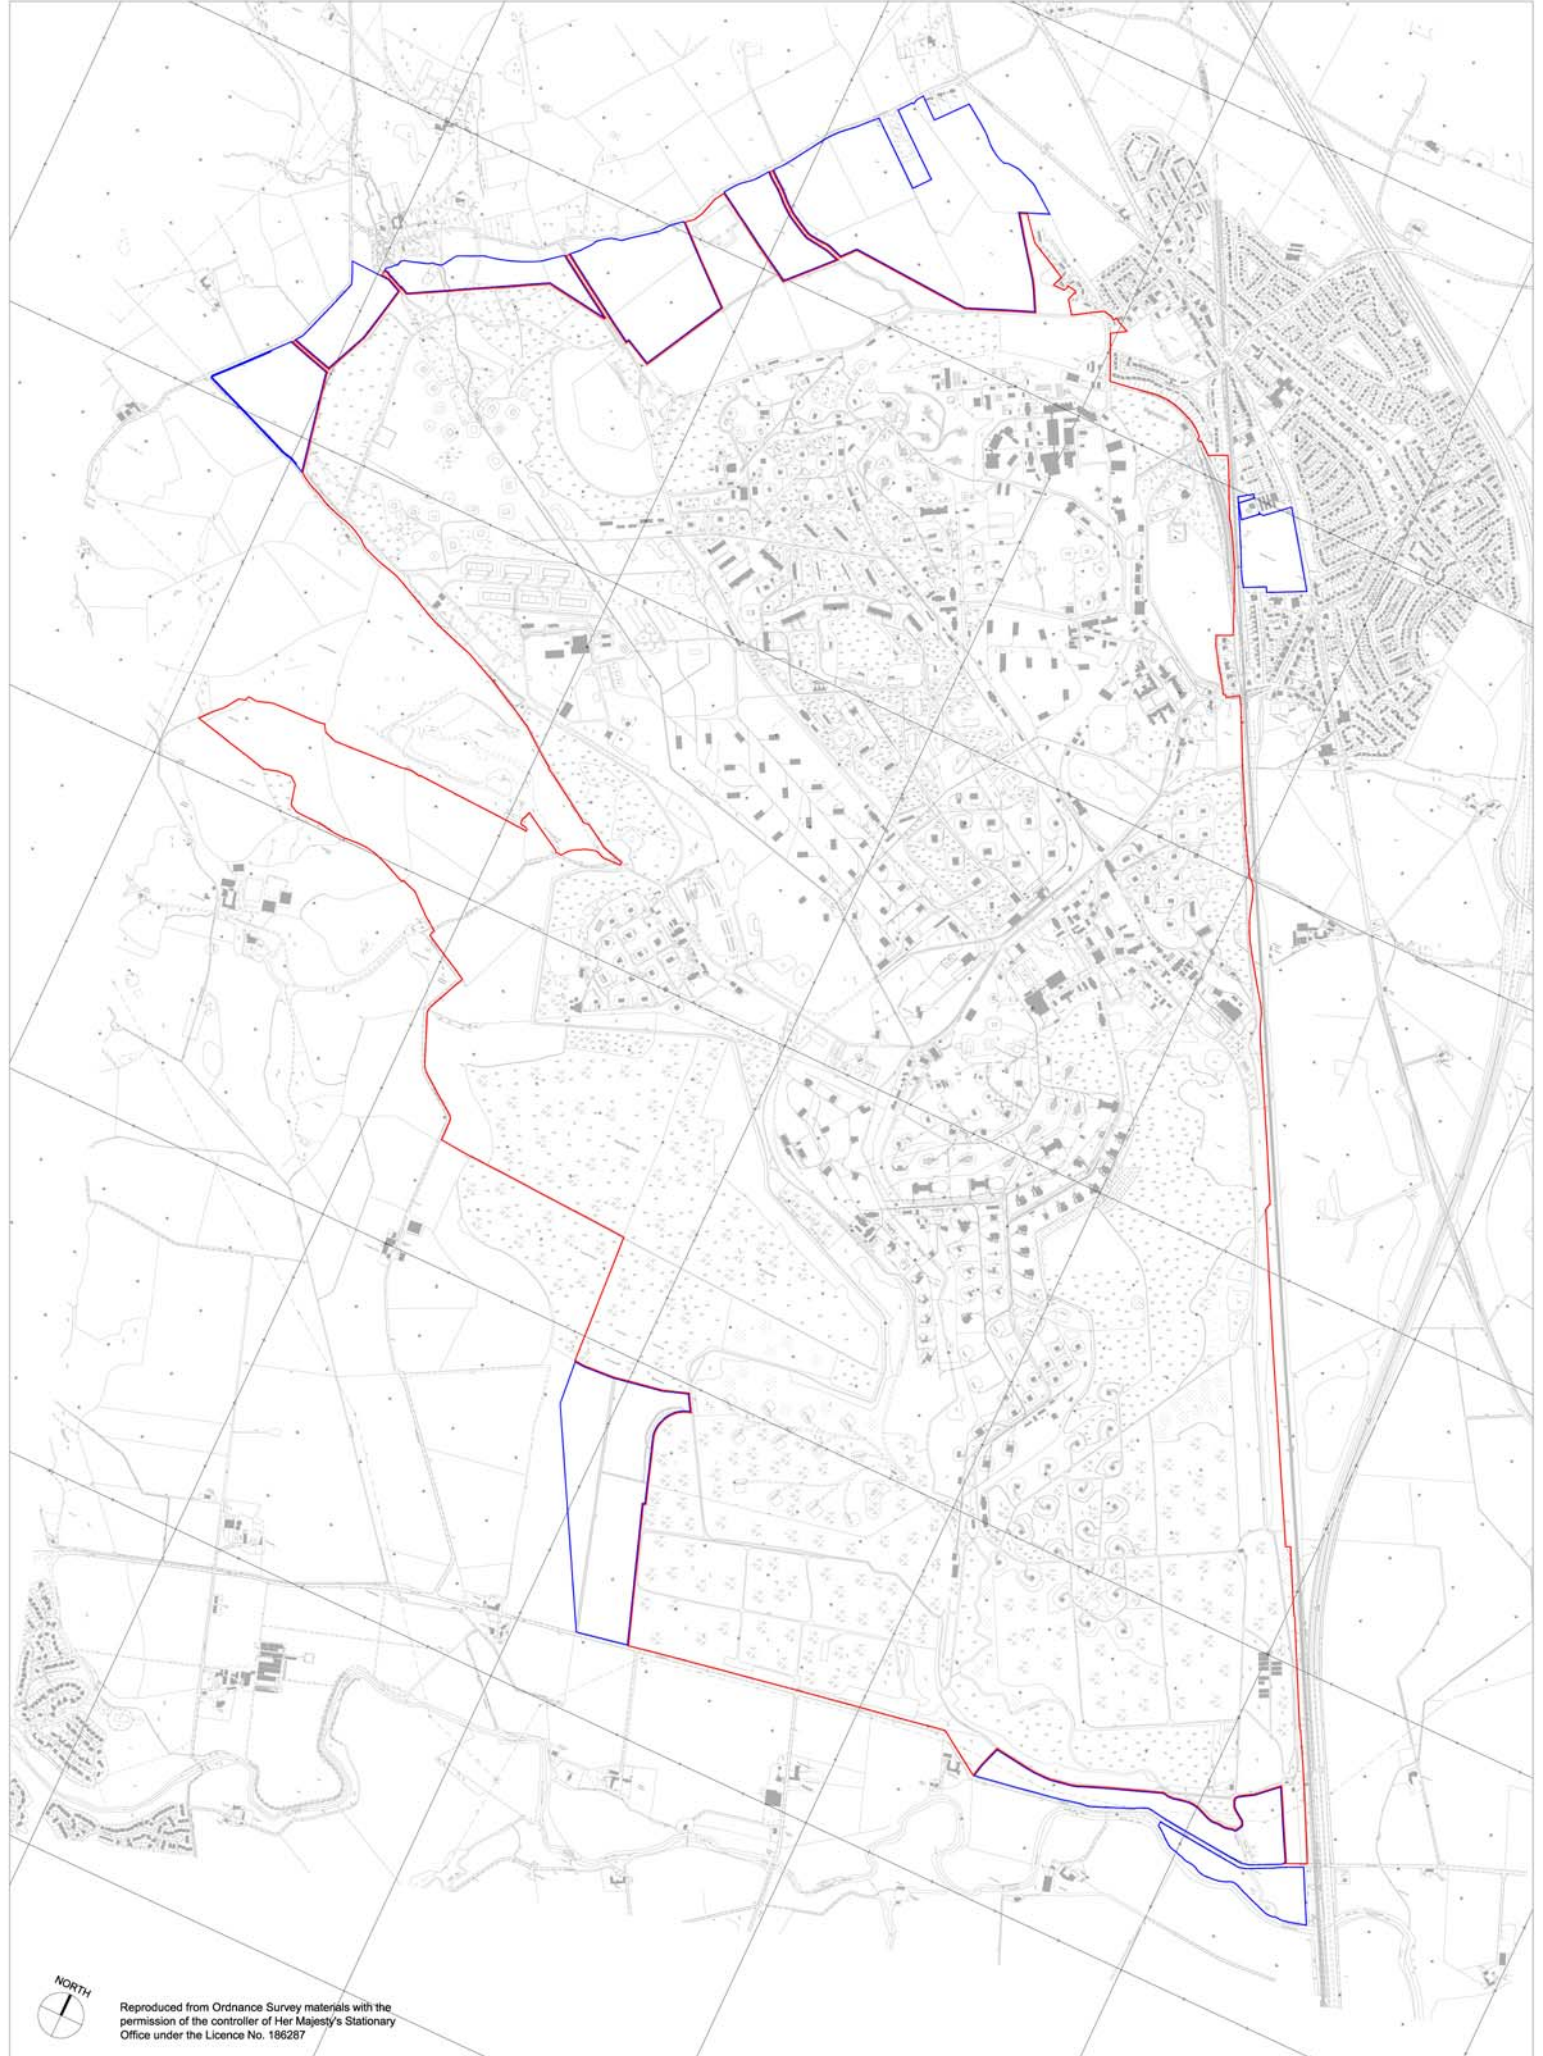 NORTH
Reproduced from Ordnance Survey materials with the
permission of the controller of Her Majesty's Stationary
Office under the Licence No. 186287